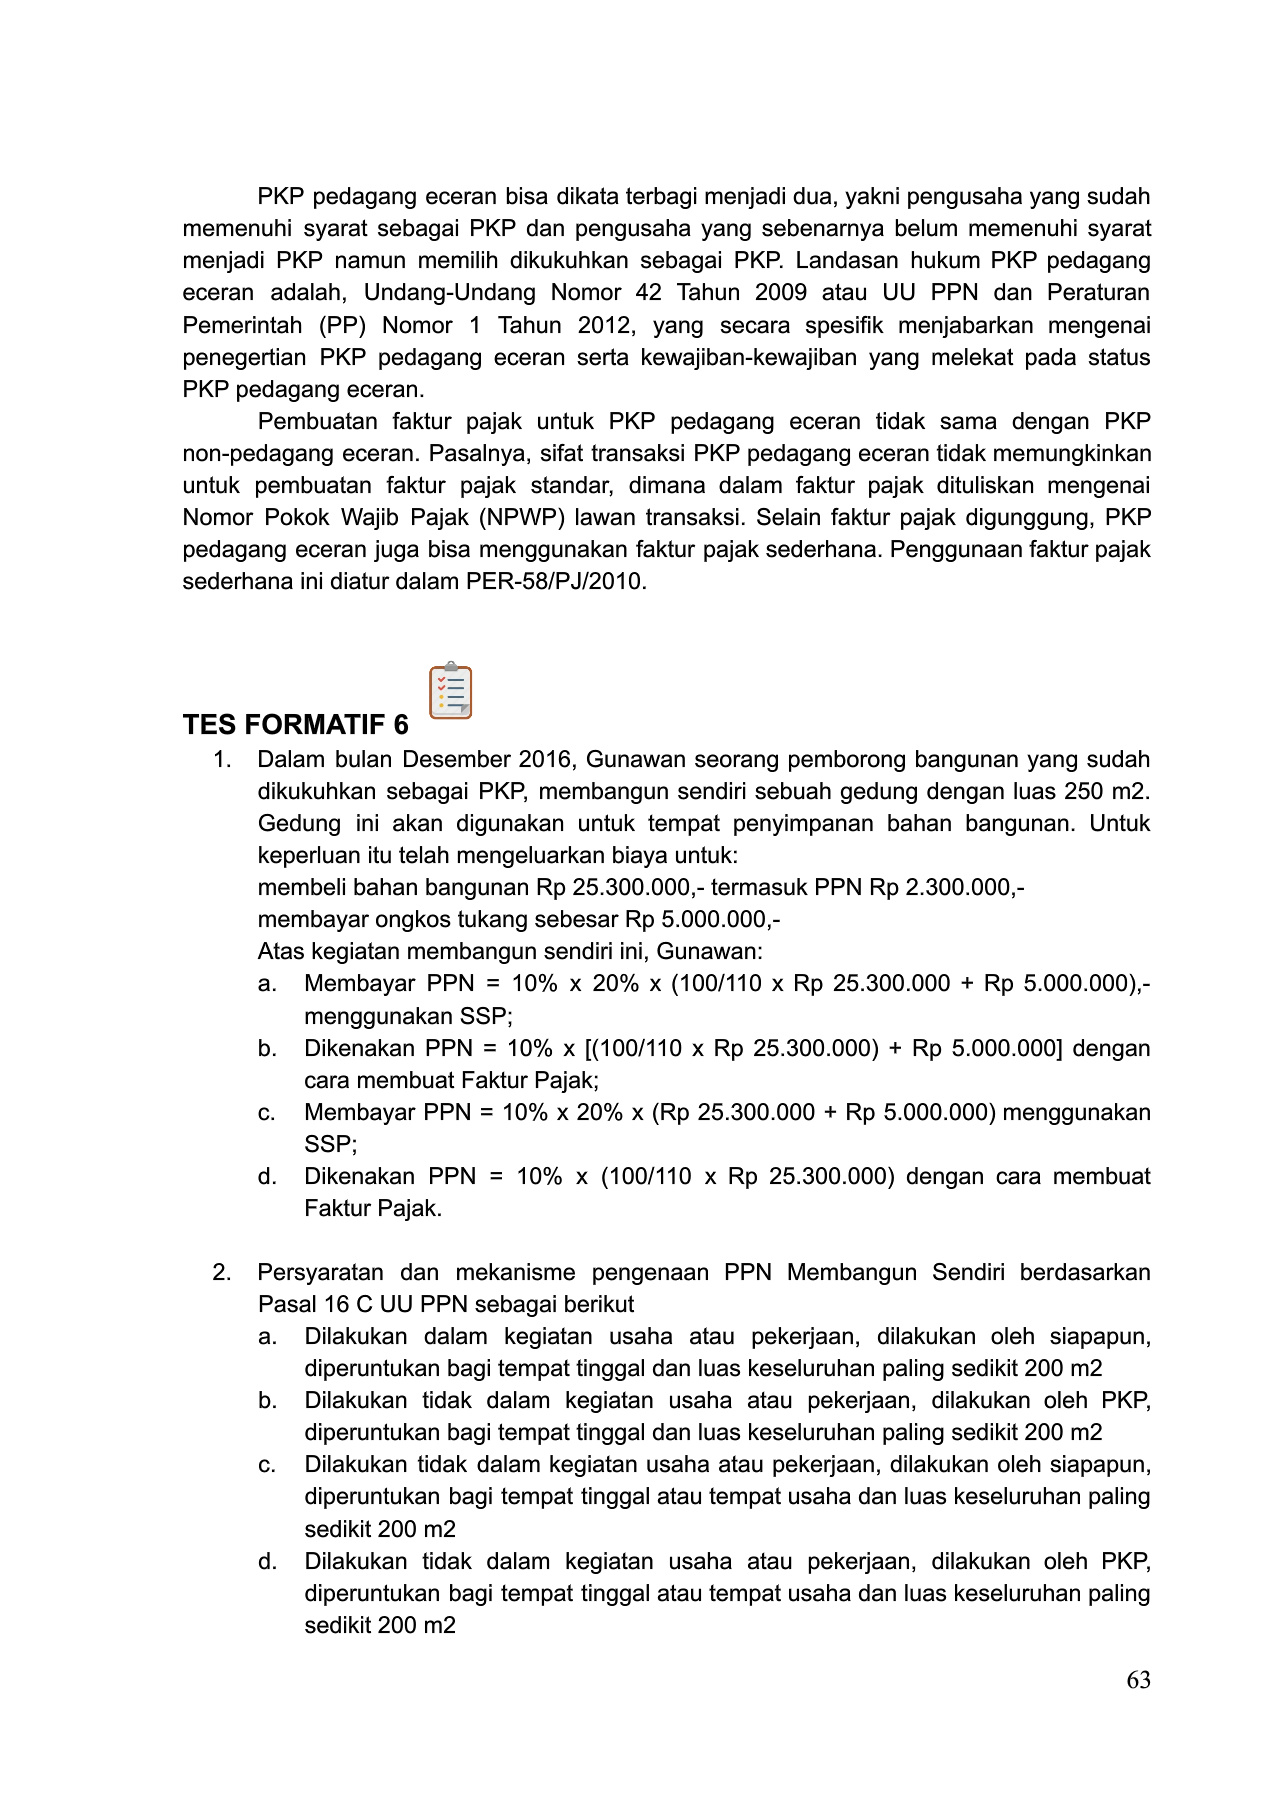 PKP pedagang eceran bisa dikata terbagi menjadi dua, yakni pengusaha yang sudah
memenuhi syarat sebagai PKP dan pengusaha yang sebenarnya belum memenuhi syarat
menjadi PKP namun memilih dikukuhkan sebagai PKP. Landasan hukum PKP pedagang
eceran adalah, Undang-Undang Nomor 42 Tahun 2009 atau UU PPN dan Peraturan
Pemerintah (PP) Nomor 1 Tahun 2012, yang secara spesifik menjabarkan mengenai
penegertian PKP pedagang eceran serta kewajiban-kewajiban yang melekat pada status
PKP pedagang eceran.
Pembuatan faktur pajak untuk PKP pedagang eceran tidak sama dengan PKP
non-pedagang eceran. Pasalnya, sifat transaksi PKP pedagang eceran tidak memungkinkan
untuk pembuatan faktur pajak standar, dimana dalam faktur pajak dituliskan mengenai
Nomor Pokok Wajib Pajak (NPWP) lawan transaksi. Selain faktur pajak digunggung, PKP
pedagang eceran juga bisa menggunakan faktur pajak sederhana. Penggunaan faktur pajak
sederhana ini diatur dalam PER-58/PJ/2010.
TES FORMATIF 6
1. Dalam bulan Desember 2016, Gunawan seorang pemborong bangunan yang sudah
dikukuhkan sebagai PKP, membangun sendiri sebuah gedung dengan luas 250 m2.
Gedung ini akan digunakan untuk tempat penyimpanan bahan bangunan. Untuk
keperluan itu telah mengeluarkan biaya untuk:
membeli bahan bangunan Rp 25.300.000,- termasuk PPN Rp 2.300.000,-
membayar ongkos tukang sebesar Rp 5.000.000,-
Atas kegiatan membangun sendiri ini, Gunawan:
a. Membayar PPN = 10% x 20% x (100/110 x Rp 25.300.000 + Rp 5.000.000),-
menggunakan SSP;
b. Dikenakan PPN = 10% x [(100/110 x Rp 25.300.000) + Rp 5.000.000] dengan
cara membuat Faktur Pajak;
c. Membayar PPN = 10% x 20% x (Rp 25.300.000 + Rp 5.000.000) menggunakan
SSP;
d. Dikenakan PPN = 10% x (100/110 x Rp 25.300.000) dengan cara membuat
Faktur Pajak.
2. Persyaratan dan mekanisme pengenaan PPN Membangun Sendiri berdasarkan
Pasal 16 C UU PPN sebagai berikut
a. Dilakukan dalam kegiatan usaha atau pekerjaan, dilakukan oleh siapapun,
diperuntukan bagi tempat tinggal dan luas keseluruhan paling sedikit 200 m2
b. Dilakukan tidak dalam kegiatan usaha atau pekerjaan, dilakukan oleh PKP,
diperuntukan bagi tempat tinggal dan luas keseluruhan paling sedikit 200 m2
c. Dilakukan tidak dalam kegiatan usaha atau pekerjaan, dilakukan oleh siapapun,
diperuntukan bagi tempat tinggal atau tempat usaha dan luas keseluruhan paling
sedikit 200 m2
d. Dilakukan tidak dalam kegiatan usaha atau pekerjaan, dilakukan oleh PKP,
diperuntukan bagi tempat tinggal atau tempat usaha dan luas keseluruhan paling
sedikit 200 m2
63